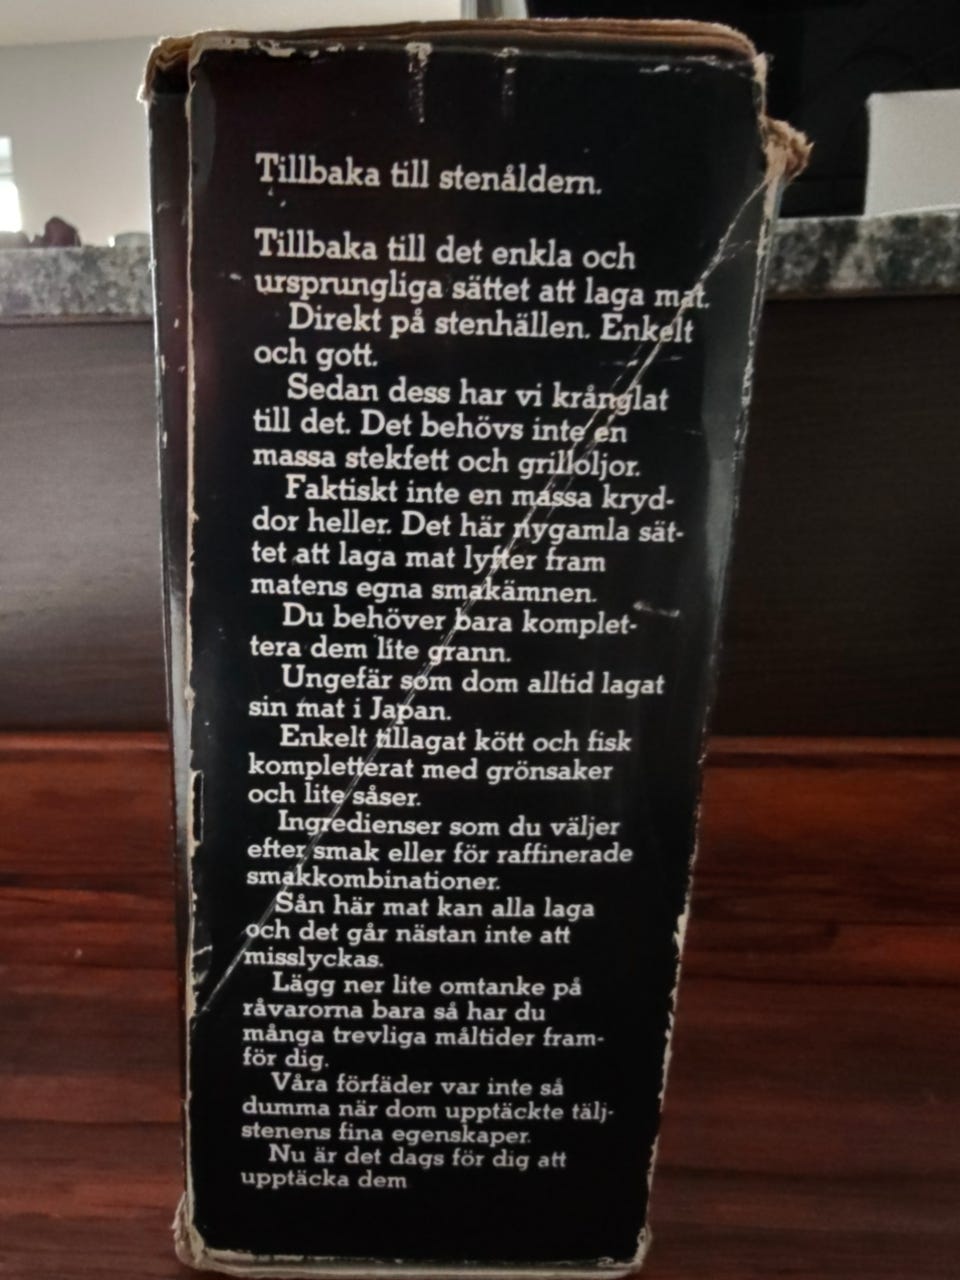 Tillbaka till stenåldern.
Tillbaka till det enkla och
ursprungliga sättet att laga mat.
Direkt på stenhällen. Enkelt
och gott.
Sedan dess har vi krånglat
till det. Det behövs inte en
massa stekfett och grilloljor.
Faktiskt inte en massa kryd-
dor heller. Det här nygamla sät-
tet att laga mat lyfter fram
matens egna smakämnen.
Du behöver bara komplet-
tera dem lite grann.
Ungefär som dom alltid lagat
sin mat i Japan.
Enkelt tillagat kött och fisk
kompletterat med grönsaker
och lite såser.
Ingredienser som du väljer
efter smak eller för raffinerade
smakkombinationer.
Sån här mat kan alla laga
och det går nästan inte att
misslyckas.
Lägg ner lite omtanke på
råvarorna bara så har du
många trevliga måltider fram-
för dig.
Våra förfäder var inte så
dumma när dom upptäckte tälj-
stenens fina egenskaper.
Nu är det dags för dig att
upptäcka dem